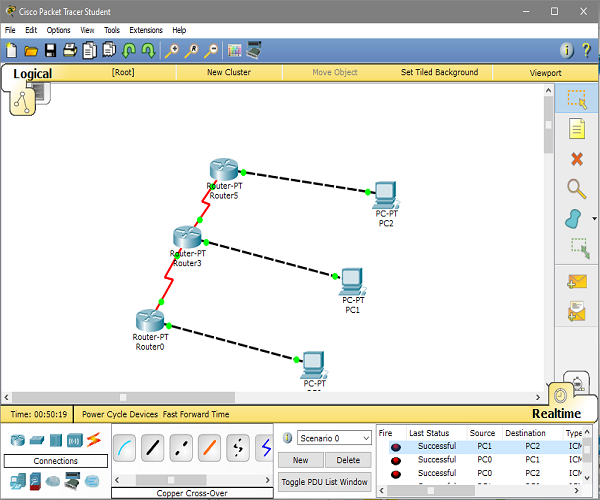 Cisco Packet Tracer Student
File Edit Options View Tools Extensions Help
Logical [Root] New Cluster Move Object Set Tiled Background Viewport
Router-PT
Router5
PC-PT
PC2
Router-PT
Router3
PC-PT
PC1
Router-PT
Router0
PC-PT
Time: 00:50:19 Power Cycle Devices Fast Forward Time Realtime
Connections
Copper Cross-Over
Scenario 0
New Delete
Toggle PDU List Window
Fire Last Status Source Destination Type
Successful PC1 PC2 ICM
Successful PC0 PC1 ICM
Successful PC0 PC2 ICM